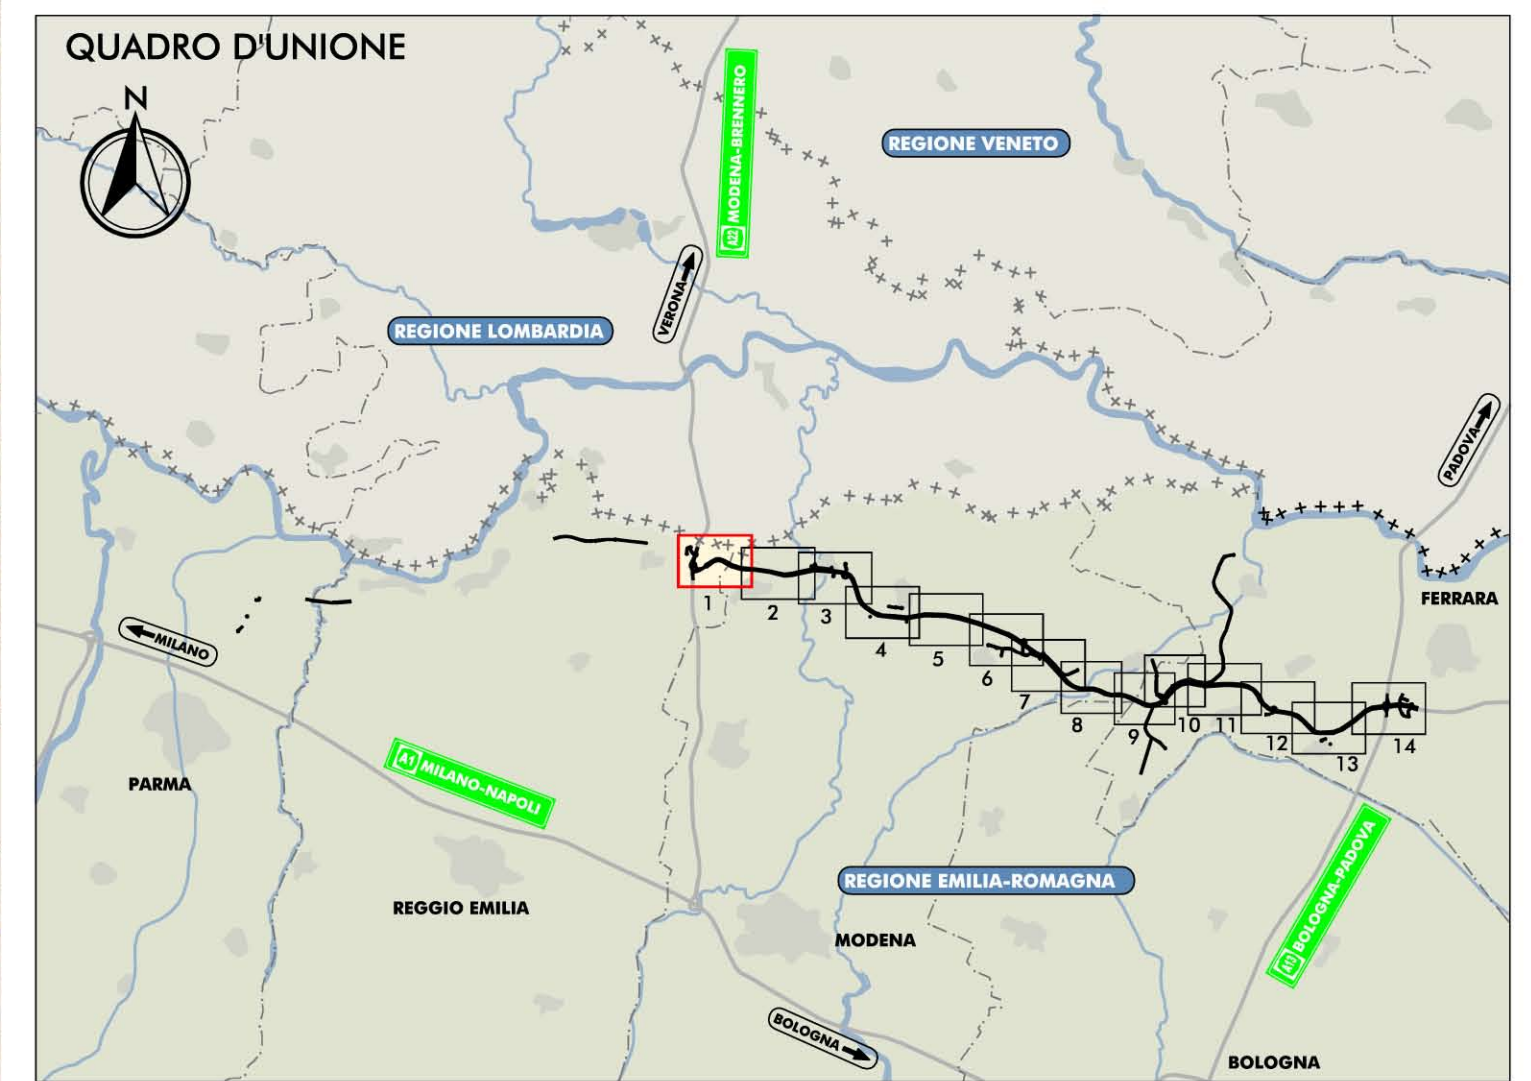 QUADRO D'UNIONE
N
A22 MODENA-BRENNERO
REGIONE VENETO
VERONA
REGIONE LOMBARDIA
PADOVA
FERRARA
MILANO
1
2
3
4
5
6
7
8
9
10
11
12
13
14
PARMA
A1 MILANO-NAPOLI
REGGIO EMILIA
REGIONE EMILIA-ROMAGNA
MODENA
A13 BOLOGNA-PADOVA
BOLOGNA
BOLOGNA